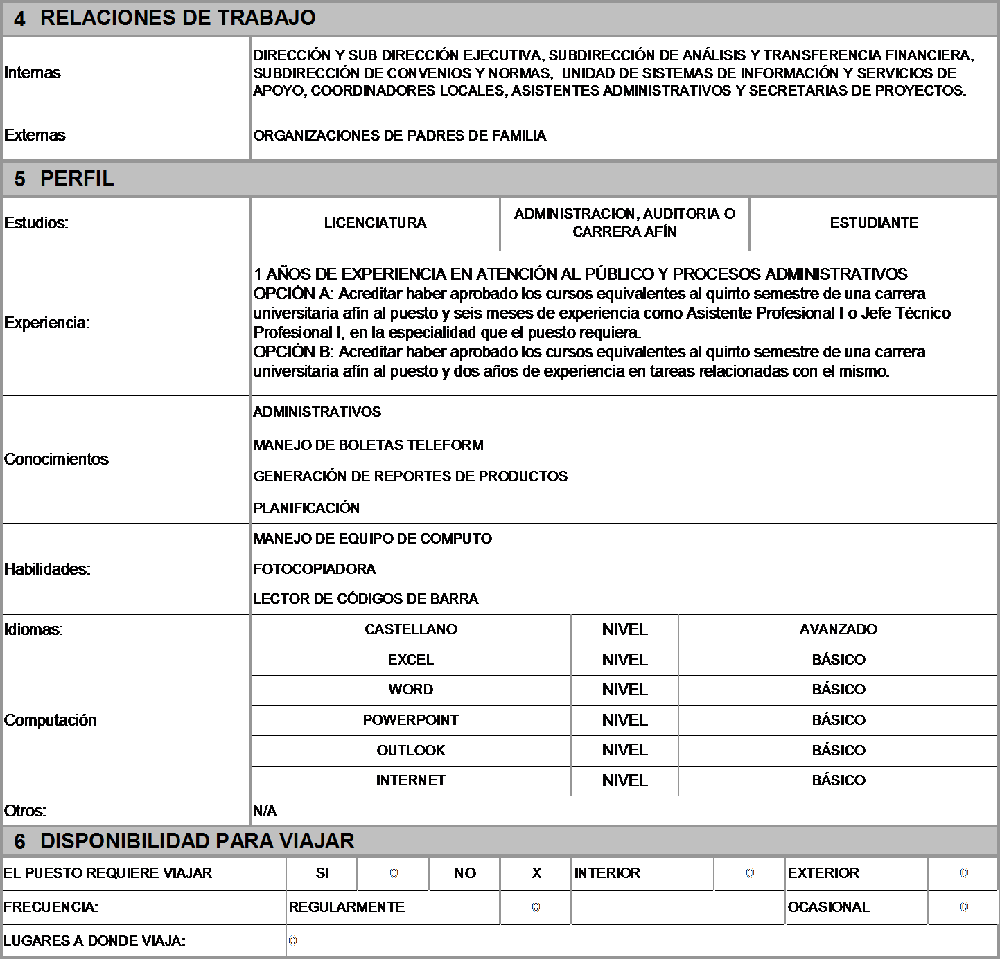 4 RELACIONES DE TRABAJO
Internas
DIRECCIÓN Y SUB DIRECCIÓN EJECUTIVA, SUBDIRECCIÓN DE ANÁLISIS Y TRANSFERENCIA FINANCIERA,
SUBDIRECCIÓN DE CONVENIOS Y NORMAS, UNIDAD DE SISTEMAS DE INFORMACIÓN Y SERVICIOS DE
APOYO, COORDINADORES LOCALES, ASISTENTES ADMINISTRATIVOS Y SECRETARIAS DE PROYECTOS.
Externas
ORGANIZACIONES DE PADRES DE FAMILIA
5 PERFIL
Estudios:
LICENCIATURA
ADMINISTRACION, AUDITORIA O
CARRERA AFÍN
ESTUDIANTE
Experiencia:
1 AÑOS DE EXPERIENCIA EN ATENCIÓN AL PÚBLICO Y PROCESOS ADMINISTRATIVOS
OPCIÓN A: Acreditar haber aprobado los cursos equivalentes al quinto semestre de una carrera
universitaria afín al puesto y seis meses de experiencia como Asistente Profesional I o Jefe Técnico
Profesional I, en la especialidad que el puesto requiera.
OPCIÓN B: Acreditar haber aprobado los cursos equivalentes al quinto semestre de una carrera
universitaria afín al puesto y dos años de experiencia en tareas relacionadas con el mismo.
Conocimientos
ADMINISTRATIVOS
MANEJO DE BOLETAS TELEFORM
GENERACIÓN DE REPORTES DE PRODUCTOS
PLANIFICACIÓN
Habilidades:
MANEJO DE EQUIPO DE COMPUTO
FOTOCOPIADORA
LECTOR DE CÓDIGOS DE BARRA
Idiomas: CASTELLANO NIVEL AVANZADO
Computación
EXCEL NIVEL BÁSICO
WORD NIVEL BÁSICO
POWERPOINT NIVEL BÁSICO
OUTLOOK NIVEL BÁSICO
INTERNET NIVEL BÁSICO
Otros: N/A
6 DISPONIBILIDAD PARA VIAJAR
EL PUESTO REQUIERE VIAJAR SI 0 NO X INTERIOR 0 EXTERIOR 0
FRECUENCIA: REGULARMENTE 0 OCASIONAL 0
LUGARES A DONDE VIAJA: 0